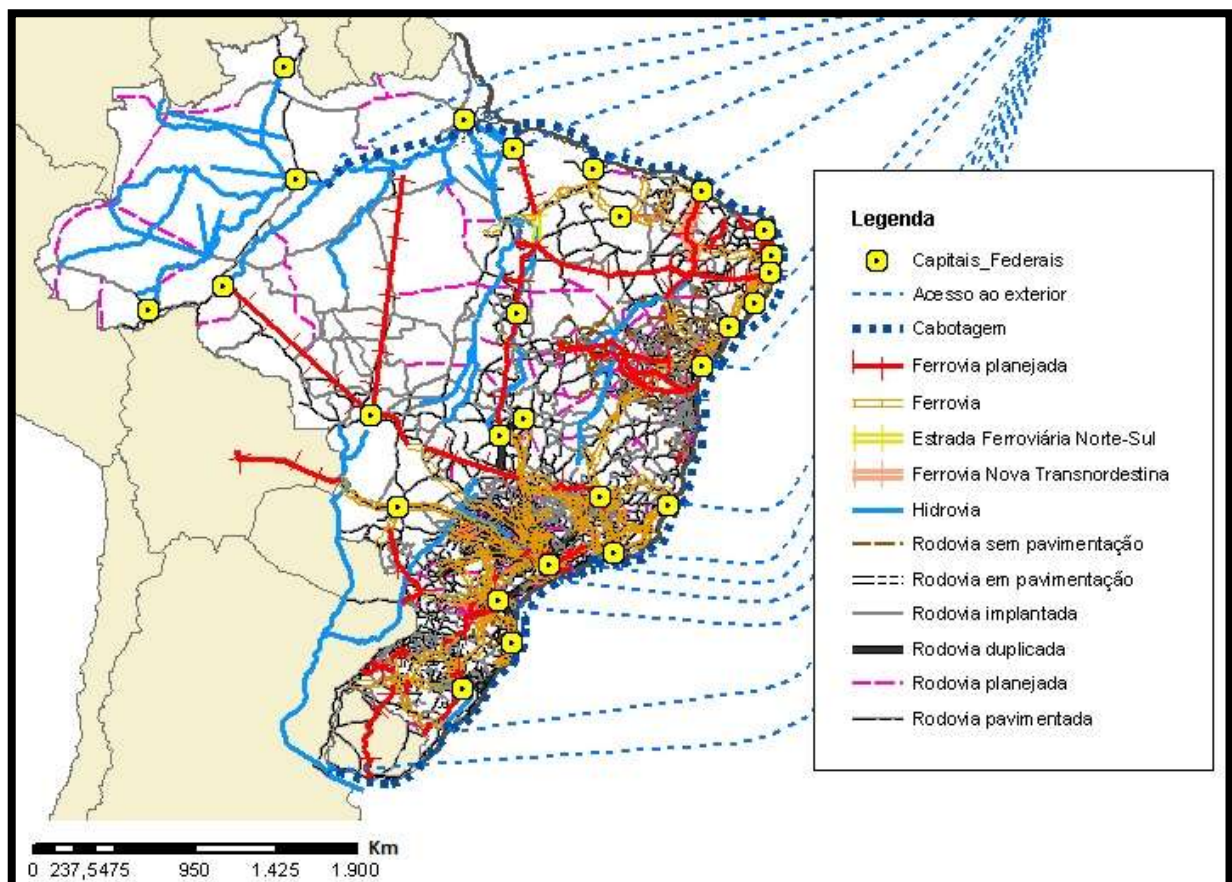 Legenda
Capitais_Federais
Acesso ao exterior
Cabotagem
Ferrovia planejada
Ferrovia
Estrada Ferroviária Norte-Sul
Ferrovia Nova Transnordestina
Hidrovia
Rodovia sem pavimentação
Rodovia em pavimentação
Rodovia implantada
Rodovia duplicada
Rodovia planejada
Rodovia pavimentada
Km
0 237,5475 950 1.425 1.900